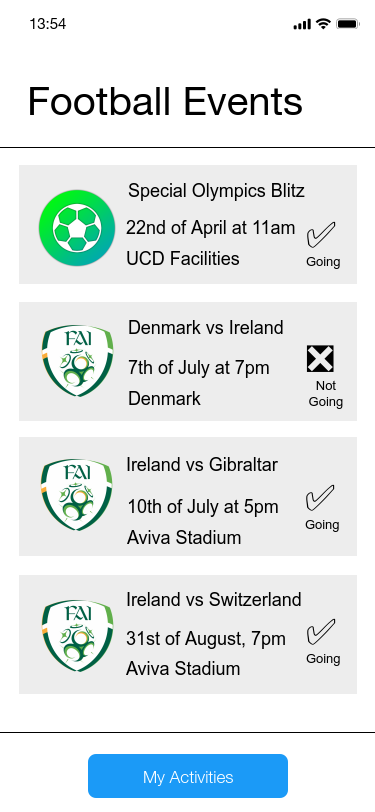 13:54
Football Events
Special Olympics Blitz
22nd of April at 11am
UCD Facilities
Going
FAI
Denmark vs Ireland
7th of July at 7pm
Denmark
Not
Going
FAI
Ireland vs Gibraltar
10th of July at 5pm
Aviva Stadium
Going
FAI
Ireland vs Switzerland
31st of August, 7pm
Aviva Stadium
Going
My Activities